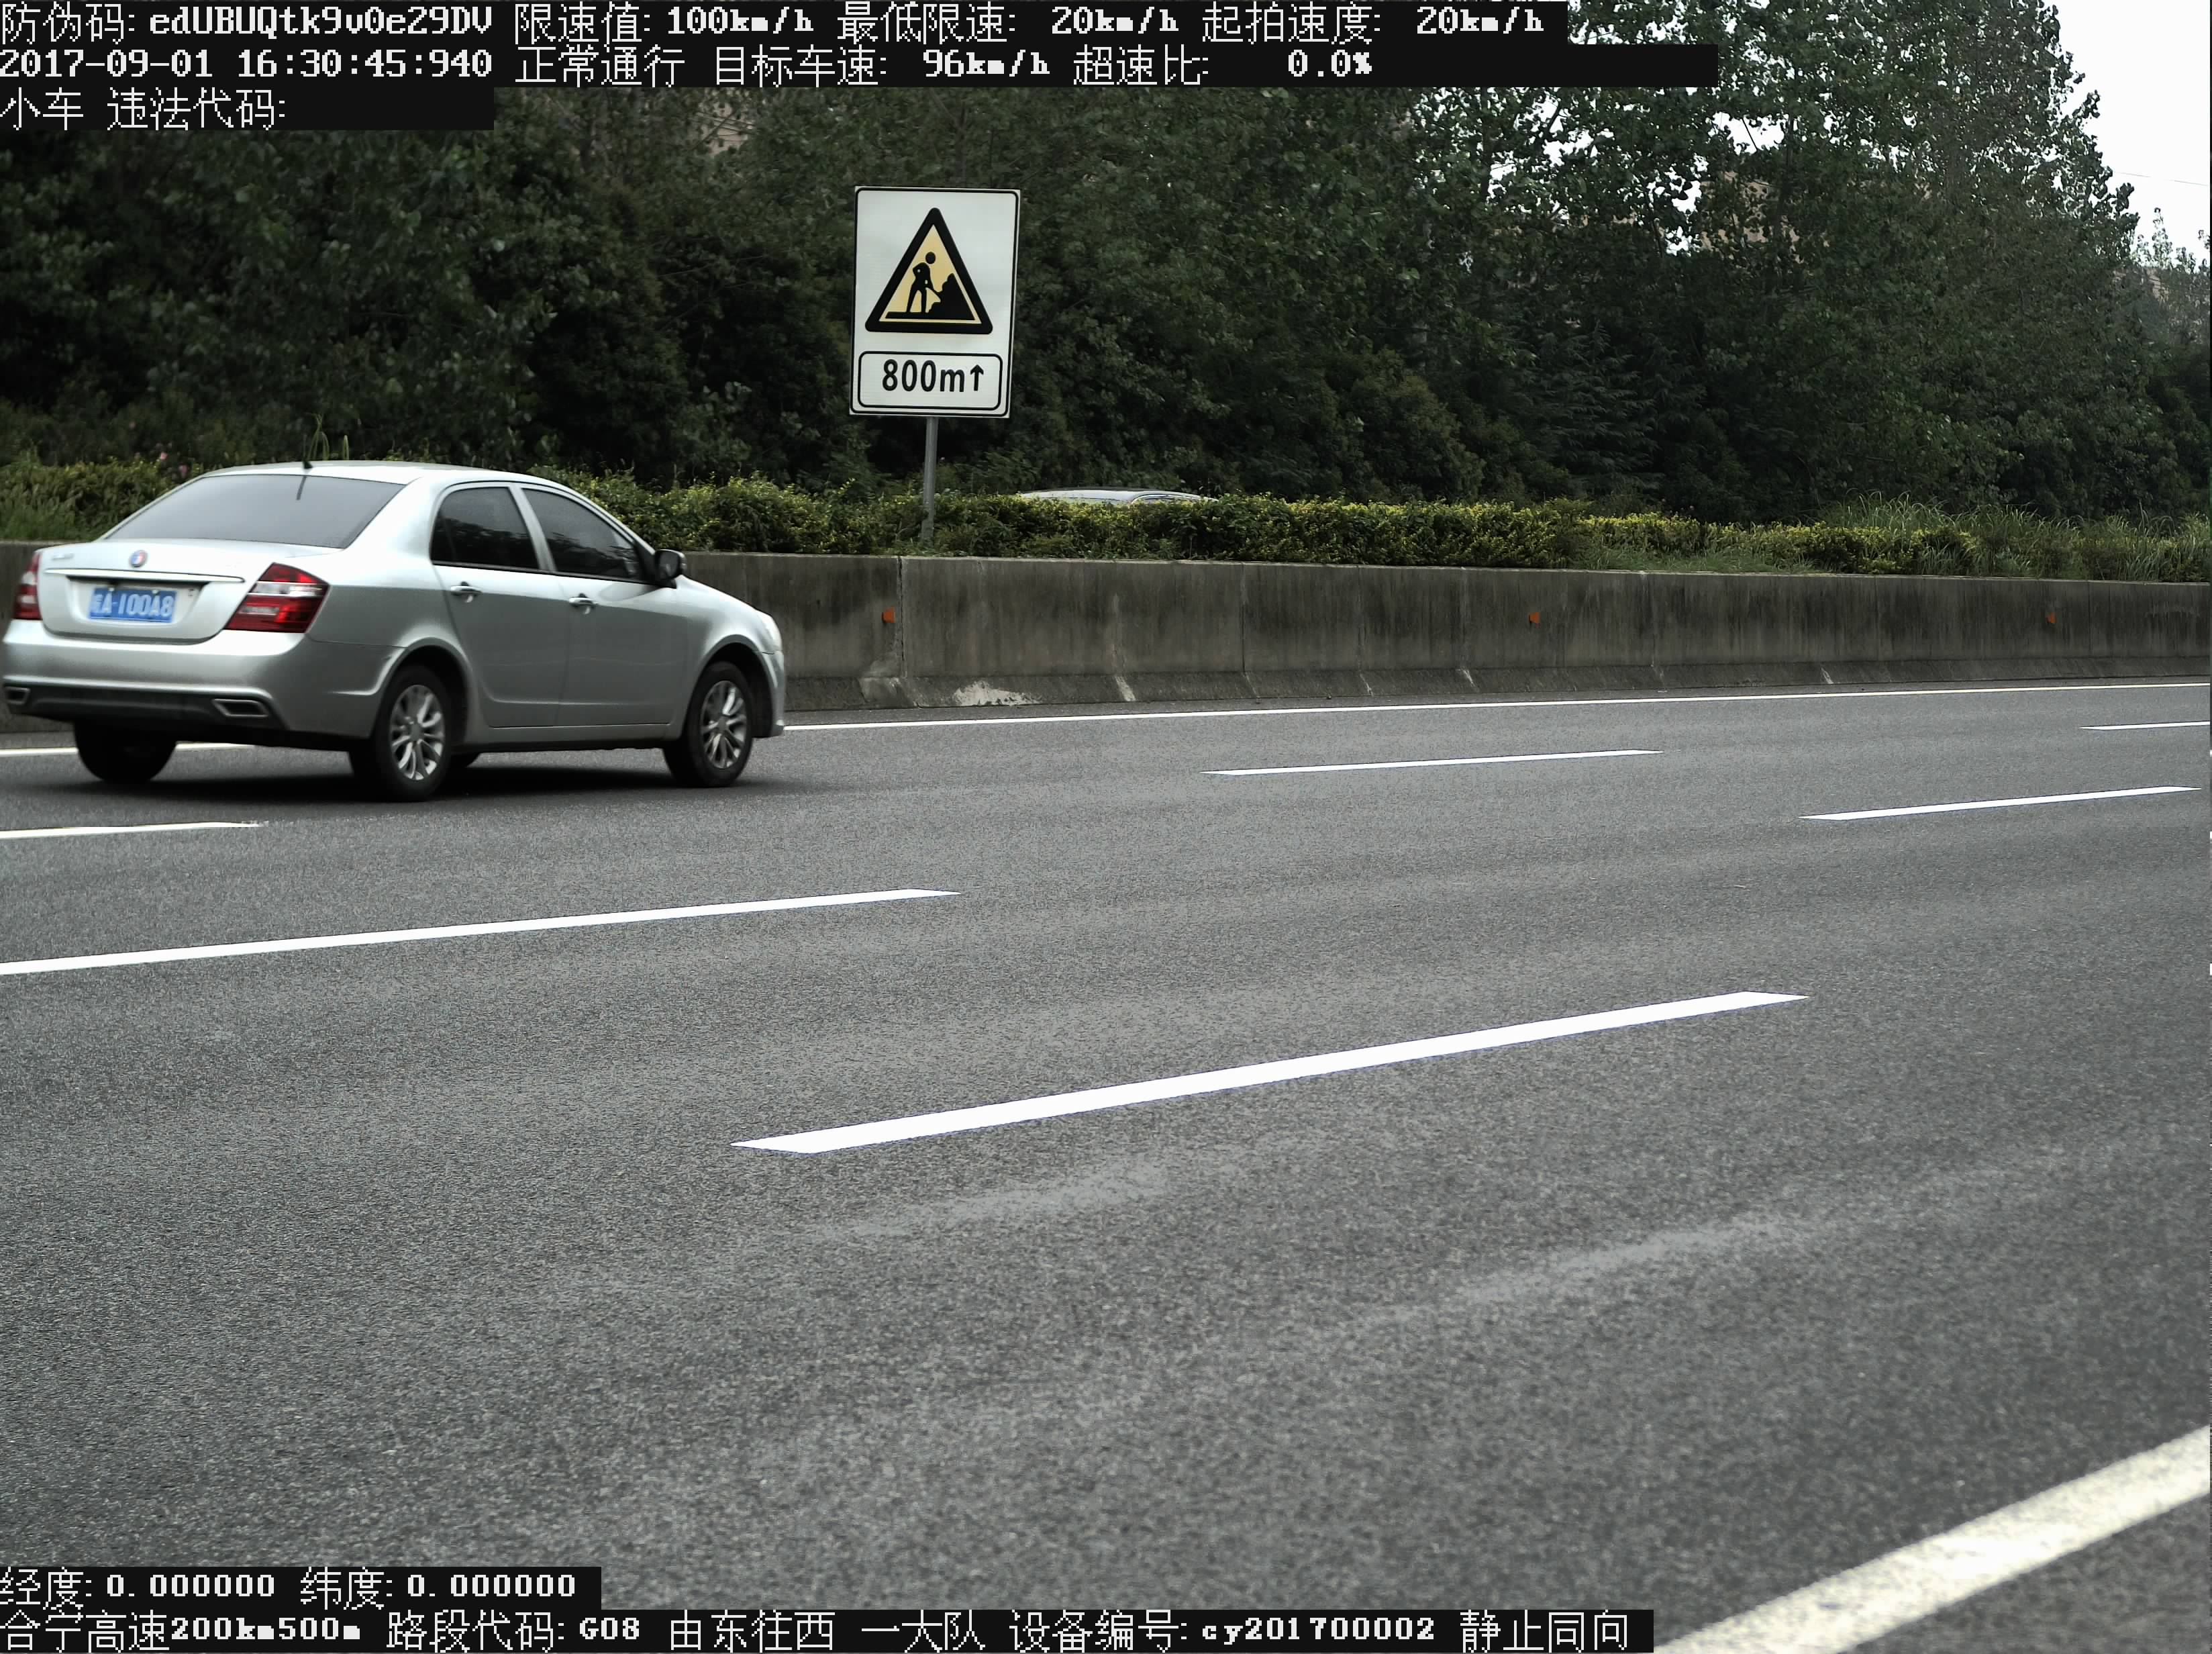 防伪码: edUBUQtk9v0eZ9DV 限速值: 100km/h 最低限速: 20km/h 起拍速度: 20km/h
2017-09-01 16:30:45:940 正常通行 目标车速: 96km/h 超速比: 0.0%
小车 违法代码:
800m↑
皖A·100A8
经度: 0.000000 纬度: 0.000000
合宁高速200km500m 路段代码: G08 由东往西 一大队 设备编号: cy201700002 静止同向